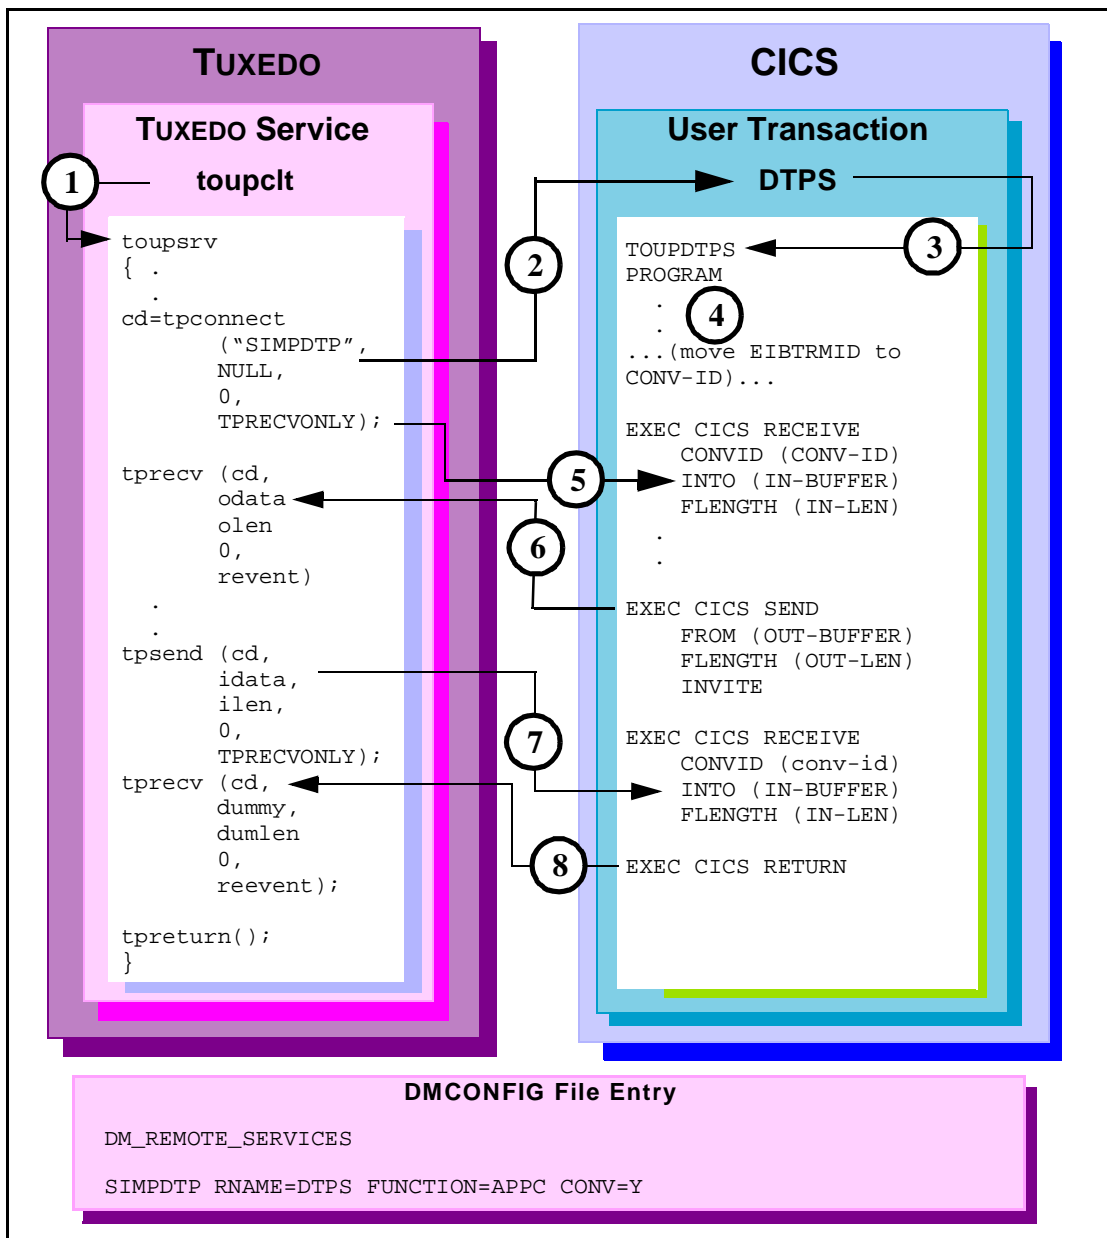 TUXEDO
TUXEDO Service
toupclt
1
toupsrv
{ .
.
cd=tpconnect
("SIMPDTP",
NULL,
0,
TPRECVONLY);
tprecv (cd,
odata
olen
0,
revent)
.
.
tpsend (cd,
idata,
ilen,
0,
TPRECVONLY);
tprecv (cd,
dummy,
dumlen
0,
reevent);
tpreturn();
}
2
5
6
7
8
CICS
User Transaction
DTPS
3
TOUPDTPS
PROGRAM
.
4
.
...(move EIBTRMID to
CONV-ID)...
EXEC CICS RECEIVE
CONVID (CONV-ID)
INTO (IN-BUFFER)
FLENGTH (IN-LEN)
.
.
EXEC CICS SEND
FROM (OUT-BUFFER)
FLENGTH (OUT-LEN)
INVITE
EXEC CICS RECEIVE
CONVID (conv-id)
INTO (IN-BUFFER)
FLENGTH (IN-LEN)
EXEC CICS RETURN
DMCONFIG File Entry
DM_REMOTE_SERVICES
SIMPDTP RNAME=DTPS FUNCTION=APPC CONV=Y